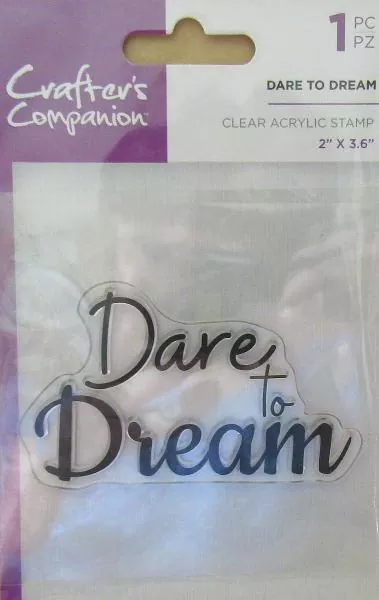 Crafter's
Companion
1 PC
PZ
DARE TO DREAM
CLEAR ACRYLIC STAMP
2” X 3.6”
Dare
to
Dream